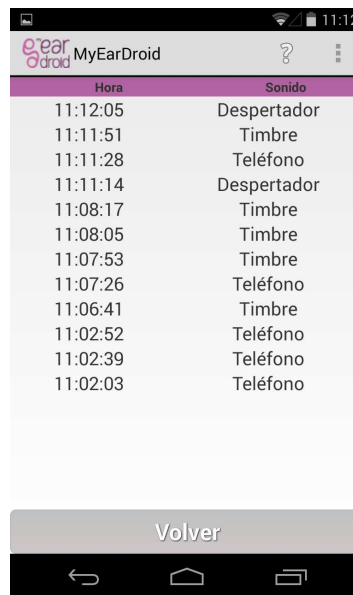 11:12
ear
droid
MyEarDroid
?
Hora Sonido
11:12:05 Despertador
11:11:51 Timbre
11:11:28 Teléfono
11:11:14 Despertador
11:08:17 Timbre
11:08:05 Timbre
11:07:53 Timbre
11:07:26 Teléfono
11:06:41 Timbre
11:02:52 Teléfono
11:02:39 Teléfono
11:02:03 Teléfono
Volver